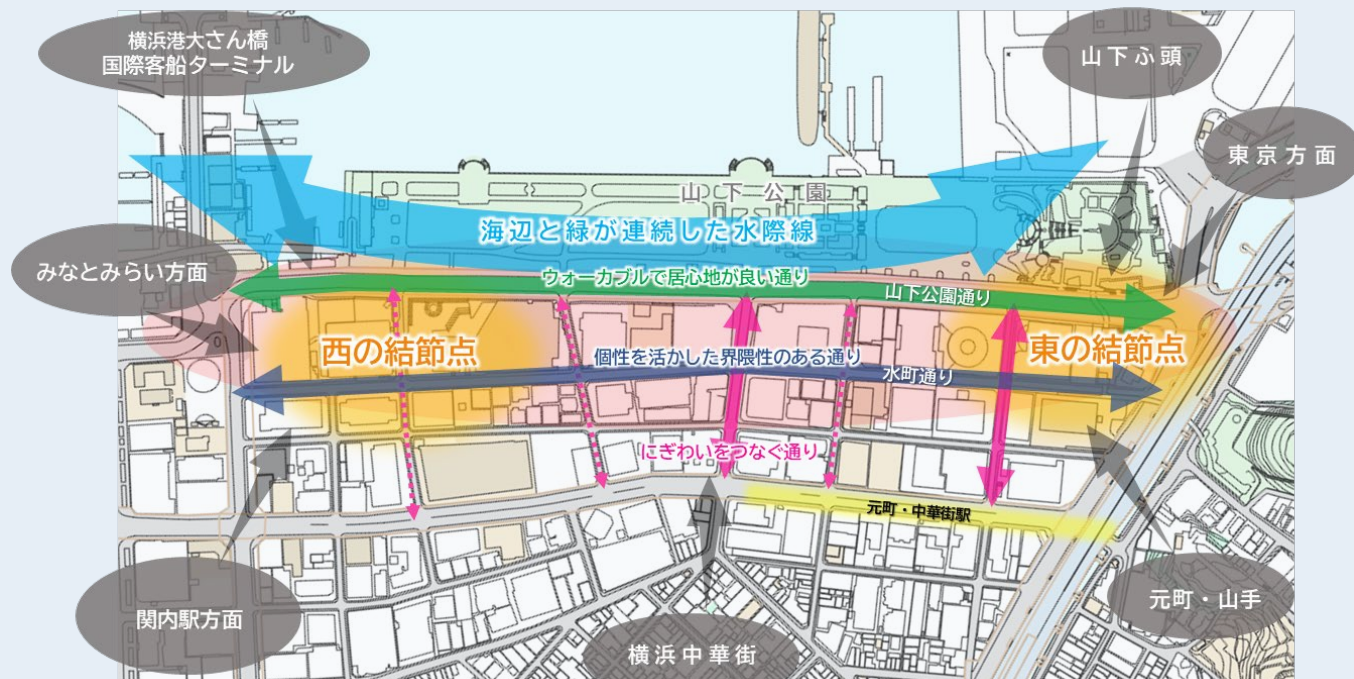 横浜港大さん橋
国際客船ターミナル
山下ふ頭
東京方面
山下公園
海辺と緑が連続した水際線
みなとみらい方面
ウォーカブルで居心地が良い通り
山下公園通り
西の結節点
東の結節点
個性を活かした界隈性のある通り
水町通り
にぎわいをつなぐ通り
元町・中華街駅
関内駅方面
元町・山手
横浜中華街